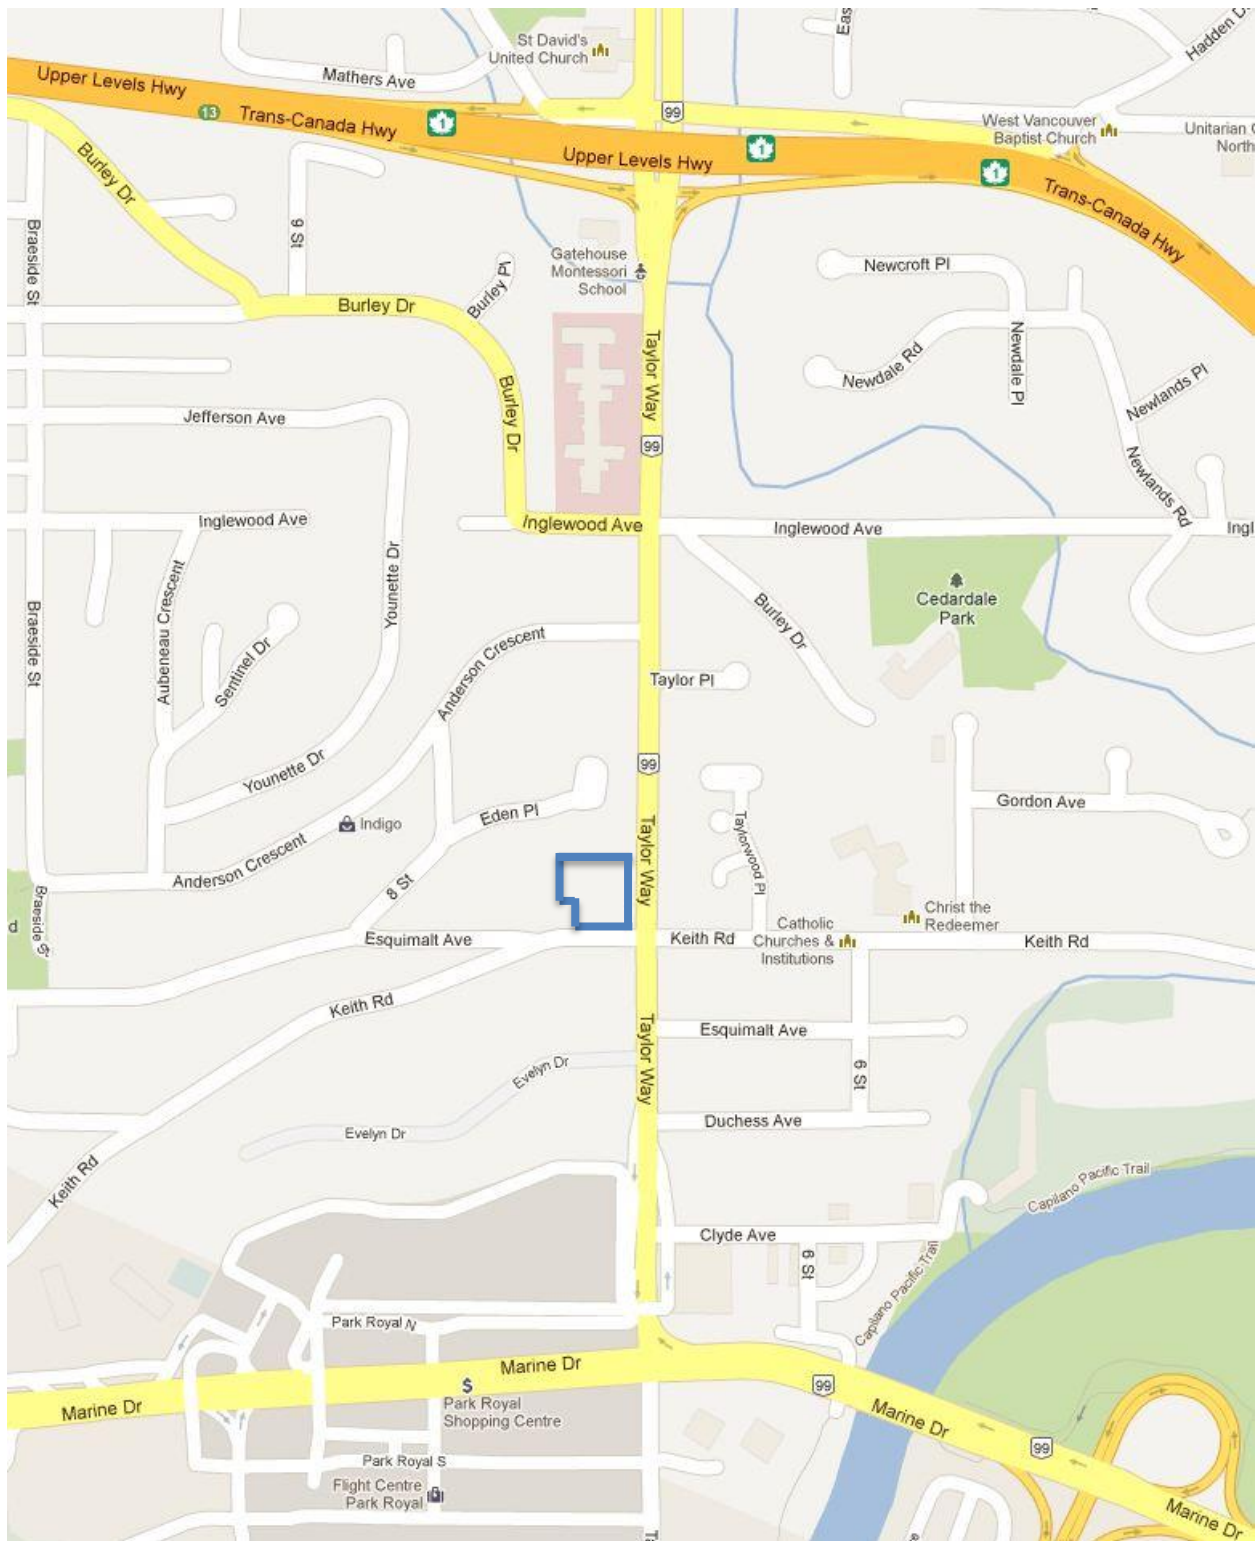 St David's
United Church
Mathers Ave
Eas
Hadden D
Upper Levels Hwy
13
Trans-Canada Hwy
1
99
Upper Levels Hwy
1
West Vancouver
Baptist Church
Unitarian C
North
1
Trans-Canada Hwy
Burley Dr
Braeside St
9 St
Gatehouse
Montessori
School
Burley Pl
Newcroft Pl
Burley Dr
Taylor Way
Newdale Rd
Newdale Pl
Newlands Pl
Burley Dr
Jefferson Ave
99
Newlands Rd
Inglewood Ave
Inglewood Ave
Inglewood Ave
Ingl
Younette Dr
Aubeneau Crescent
Braeside St
Sentinel Dr
Anderson Crescent
Burley Dr
Cedardale
Park
Taylor Pl
Younette Dr
99
Eden Pl
Indigo
Gordon Ave
Taylorwood Pl
Taylor Way
Anderson Crescent
8 St
Braeside St
d
Christ the
Redeemer
Esquimalt Ave
Keith Rd
Catholic
Churches &
Institutions
Keith Rd
Keith Rd
Taylor Way
Esquimalt Ave
Evelyn Dr
6 St
Duchess Ave
Evelyn Dr
Keith Rd
Capilano Pacific Trail
Clyde Ave
6 St
Capilano Pacific Trail
Park Royal N
Marine Dr
99
Marine Dr
Park Royal
Shopping Centre
Marine Dr
99
Park Royal S
Flight Centre
Park Royal
Marine Dr